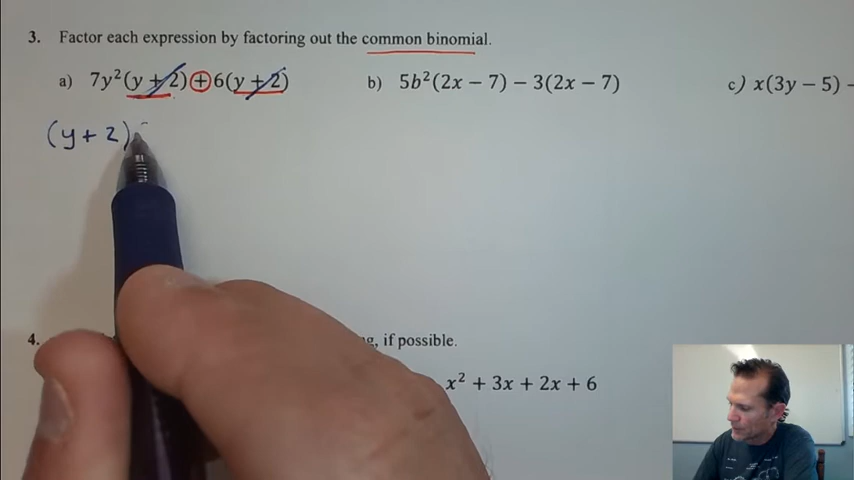 3. Factor each expression by factoring out the common binomial.
a) 7y²(y + 2) + 6(y + 2) b) 5b²(2x − 7) − 3(2x − 7) c) x(3y − 5) −
(y + 2)
4. if possible.
x² + 3x + 2x + 6